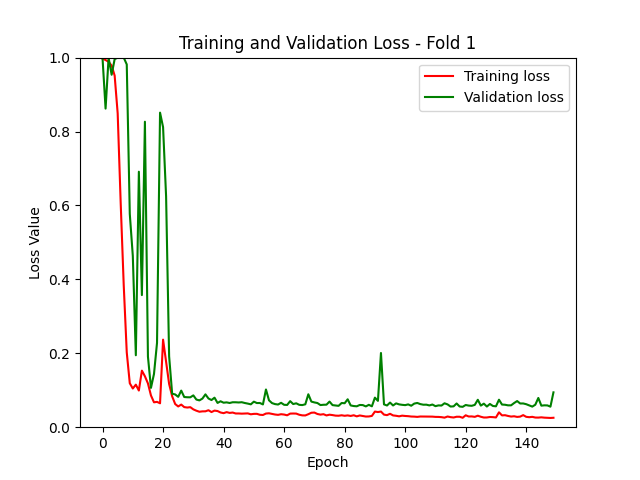 Training and Validation Loss - Fold 1
Training loss
Validation loss
Loss Value
1.0
0.8
0.6
0.4
0.2
0.0
0 20 40 60 80 100 120 140
Epoch